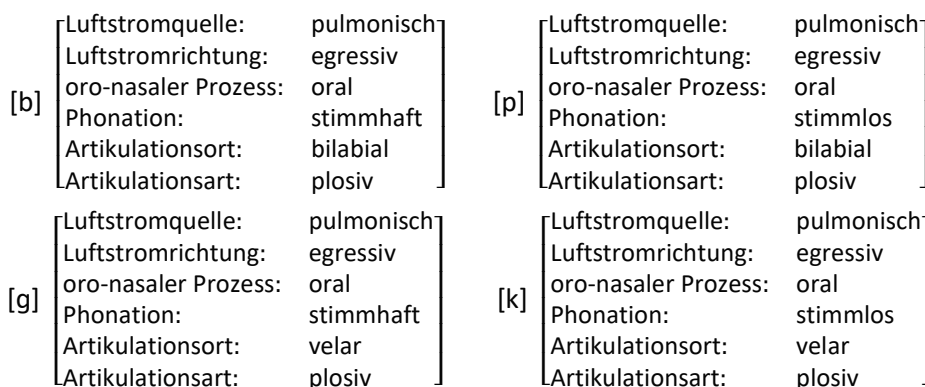 Luftstromquelle: pulmonisch
Luftstromrichtung: egressiv
oro-nasaler Prozess: oral
[b] Phonation: stimmhaft
Artikulationsort: bilabial
Artikulationsart: plosiv
Luftstromquelle: pulmonisch
Luftstromrichtung: egressiv
oro-nasaler Prozess: oral
[p] Phonation: stimmlos
Artikulationsort: bilabial
Artikulationsart: plosiv
Luftstromquelle: pulmonisch
Luftstromrichtung: egressiv
oro-nasaler Prozess: oral
[g] Phonation: stimmhaft
Artikulationsort: velar
Artikulationsart: plosiv
Luftstromquelle: pulmonisch
Luftstromrichtung: egressiv
oro-nasaler Prozess: oral
[k] Phonation: stimmlos
Artikulationsort: velar
Artikulationsart: plosiv